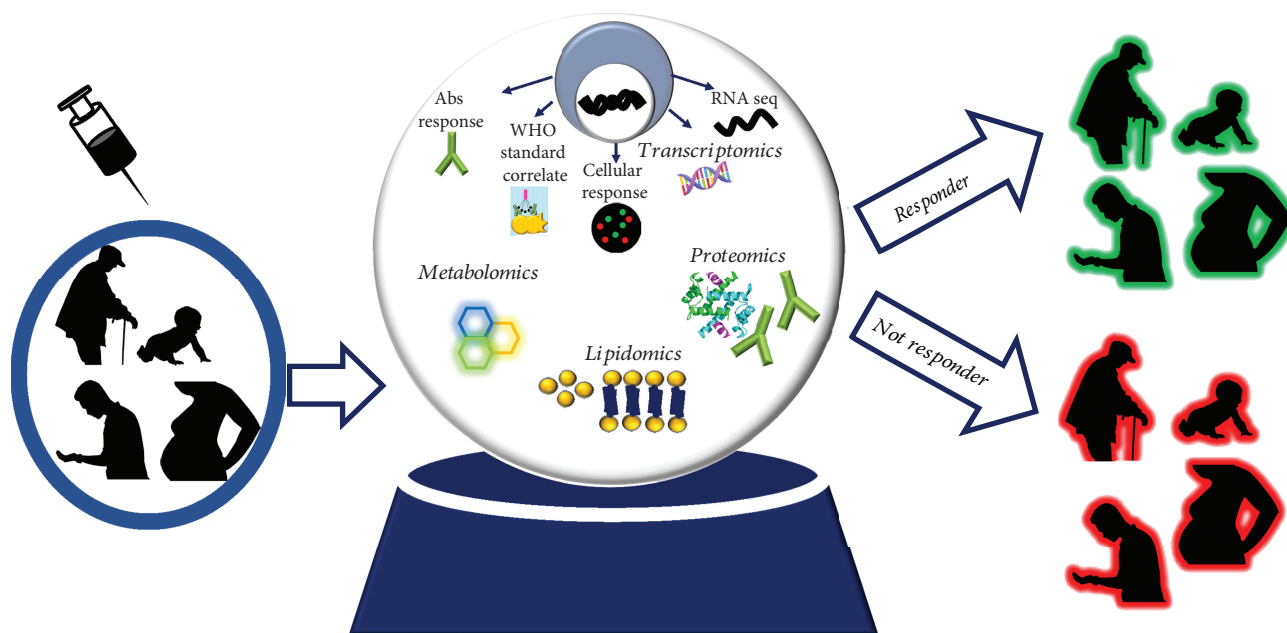 Abs
response
WHO
standard
correlate
Cellular
response
RNA seq
Transcriptomics
Metabolomics
Proteomics
Lipidomics
Responder
Not responder